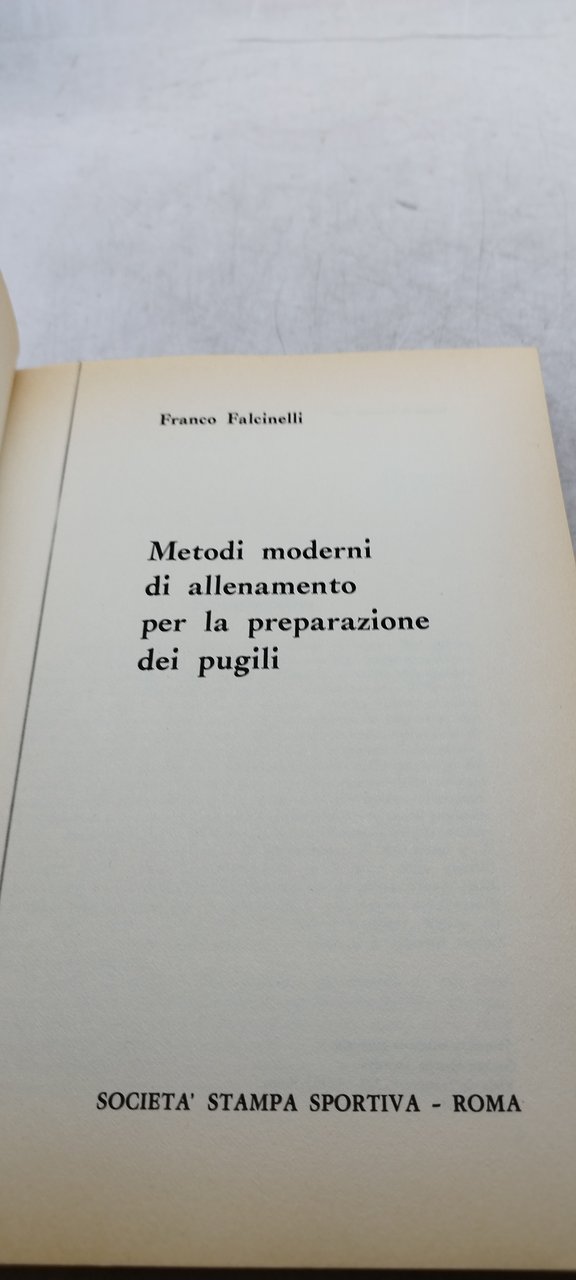 Franco Falcinelli
Metodi moderni
di allenamento
per la preparazione
dei pugili
SOCIETA' STAMPA SPORTIVA - ROMA